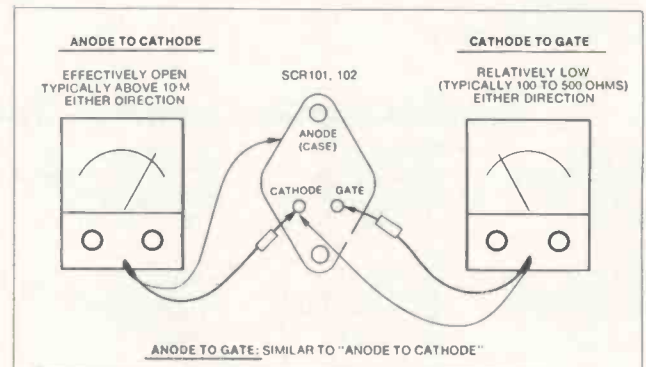 ANODE TO CATHODE
EFFECTIVELY OPEN
TYPICALLY ABOVE 10 M
EITHER DIRECTION
SCR101, 102
CATHODE TO GATE
RELATIVELY LOW
(TYPICALLY 100 TO 500 OHMS)
EITHER DIRECTION
ANODE
(CASE)
CATHODE GATE
ANODE TO GATE: SIMILAR TO "ANODE TO CATHODE"